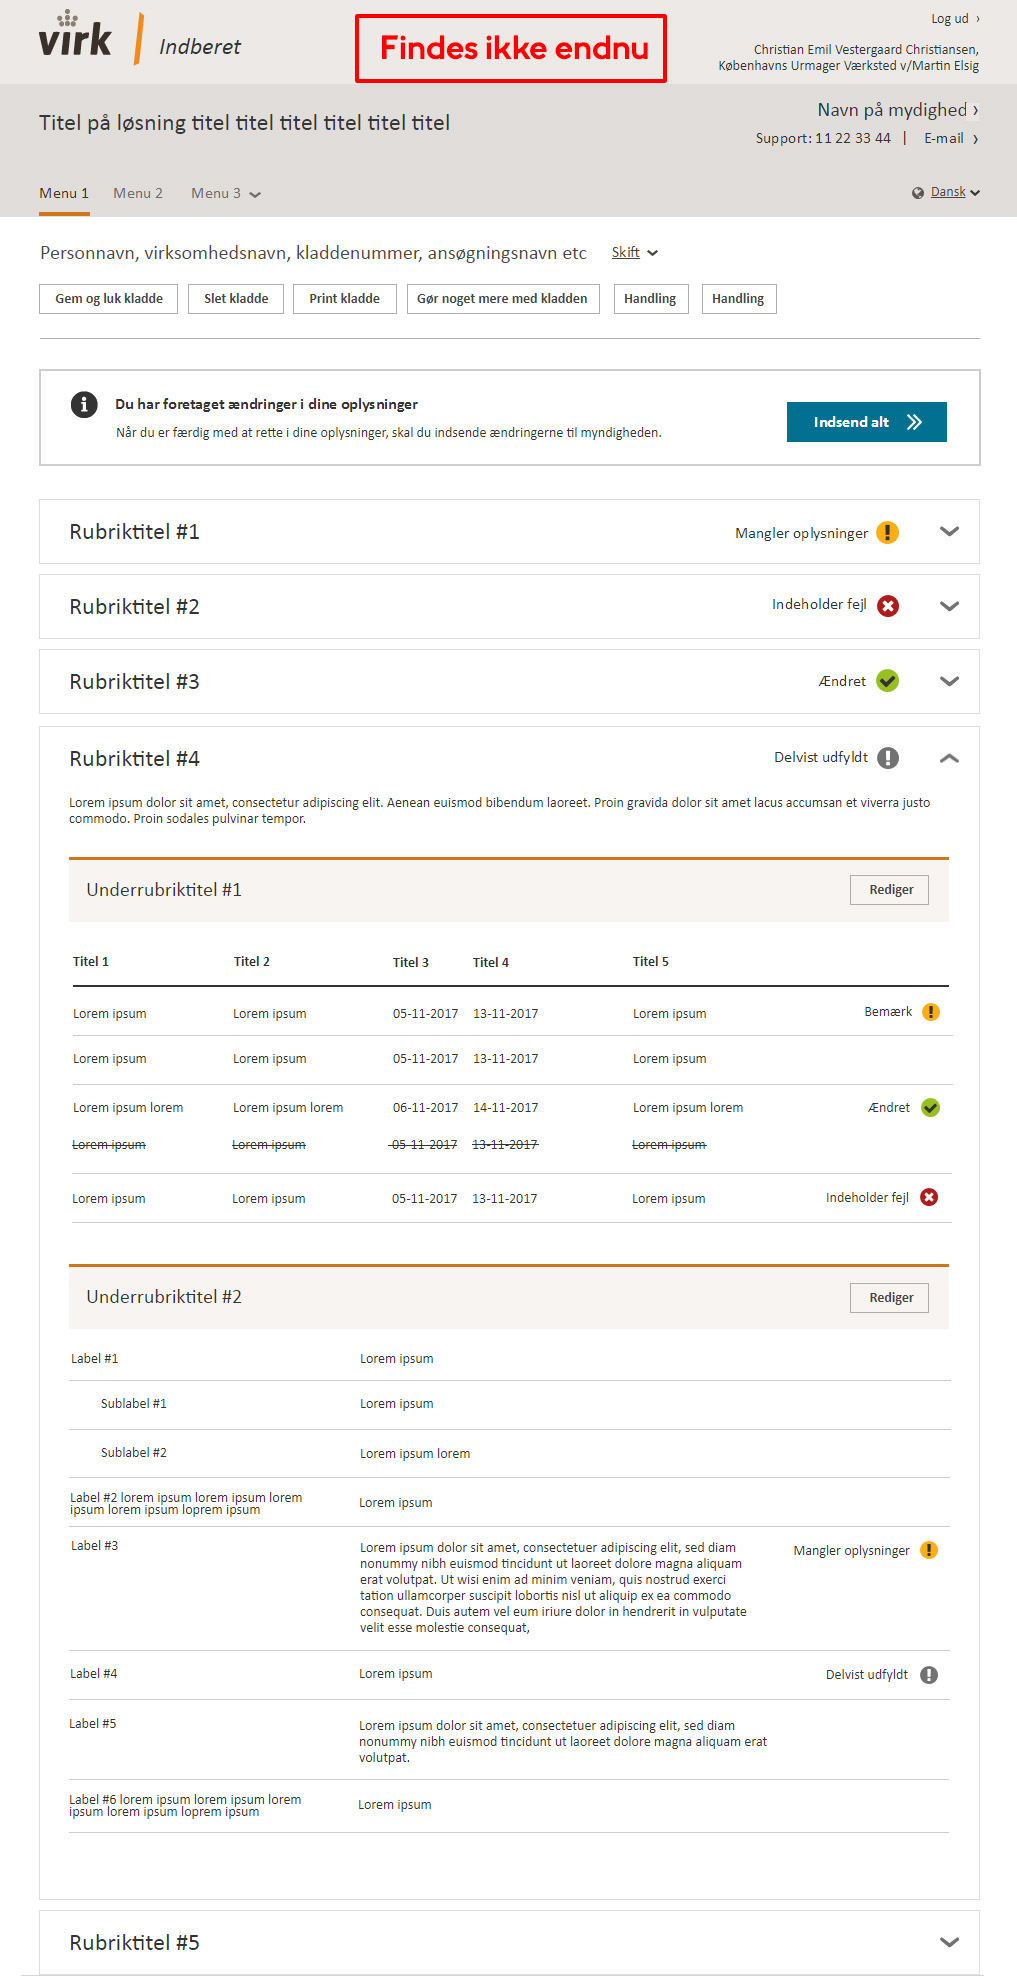 virk
Indberet
Findes ikke endnu
Log ud ›
Christian Emil Vestergaard Christiansen,
Københavns Urmager Værksted v/Martin Elsig
Titel på løsning titel titel titel titel titel titel
Navn på mydighed ›
Support: 11 22 33 44 | E-mail ›
Menu 1 Menu 2 Menu 3
Dansk
Personnavn, virksomhedsnavn, kladdenummer, ansøgningsnavn etc Skift
Gem og luk kladde Slet kladde Print kladde Gør noget mere med kladden Handling Handling
Du har foretaget ændringer i dine oplysninger
Når du er færdig med at rette i dine oplysninger, skal du indsende ændringerne til myndigheden.
Indsend alt
Rubriktitel #1 Mangler oplysninger
Rubriktitel #2 Indeholder fejl
Rubriktitel #3 Ændret
Rubriktitel #4 Delvist udfyldt
Lorem ipsum dolor sit amet, consectetur adipiscing elit. Aenean euismod bibendum laoreet. Proin gravida dolor sit amet lacus accumsan et viverra justo
commodo. Proin sodales pulvinar tempor.
Underrubriktitel #1 Rediger
Titel 1 Titel 2 Titel 3 Titel 4 Titel 5
Lorem ipsum Lorem ipsum 05-11-2017 13-11-2017 Lorem ipsum Bemærk
Lorem ipsum Lorem ipsum 05-11-2017 13-11-2017 Lorem ipsum
Lorem ipsum lorem Lorem ipsum lorem 06-11-2017 14-11-2017 Lorem ipsum lorem Ændret
Lorem ipsum Lorem ipsum 05-11-2017 13-11-2017 Lorem ipsum
Lorem ipsum Lorem ipsum 05-11-2017 13-11-2017 Lorem ipsum Indeholder fejl
Underrubriktitel #2 Rediger
Label #1 Lorem ipsum
Sublabel #1 Lorem ipsum
Sublabel #2 Lorem ipsum lorem
Label #2 lorem ipsum lorem ipsum lorem
ipsum lorem ipsum loprem ipsum
Lorem ipsum
Label #3
Lorem ipsum dolor sit amet, consectetuer adipiscing elit, sed diam
nonummy nibh euismod tincidunt ut laoreet dolore magna aliquam
erat volutpat. Ut wisi enim ad minim veniam, quis nostrud exerci
tation ullamcorper suscipit lobortis nisl ut aliquip ex ea commodo
consequat. Duis autem vel eum iriure dolor in hendrerit in vulputate
velit esse molestie consequat,
Mangler oplysninger
Label #4 Lorem ipsum Delvist udfyldt
Label #5
Lorem ipsum dolor sit amet, consectetuer adipiscing elit, sed diam
nonummy nibh euismod tincidunt ut laoreet dolore magna aliquam erat
volutpat.
Label #6 lorem ipsum lorem ipsum lorem
ipsum lorem ipsum loprem ipsum
Lorem ipsum
Rubriktitel #5